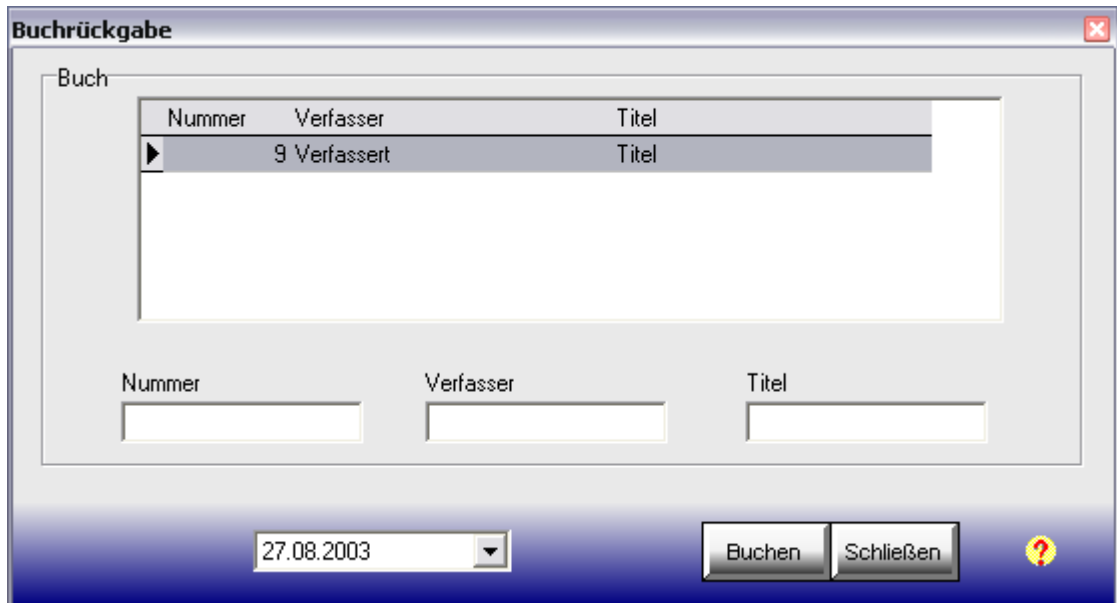 Buchrückgabe
Buch
Nummer Verfasser Titel
9 Verfassert Titel
Nummer Verfasser Titel
27.08.2003 Buchen Schließen ?